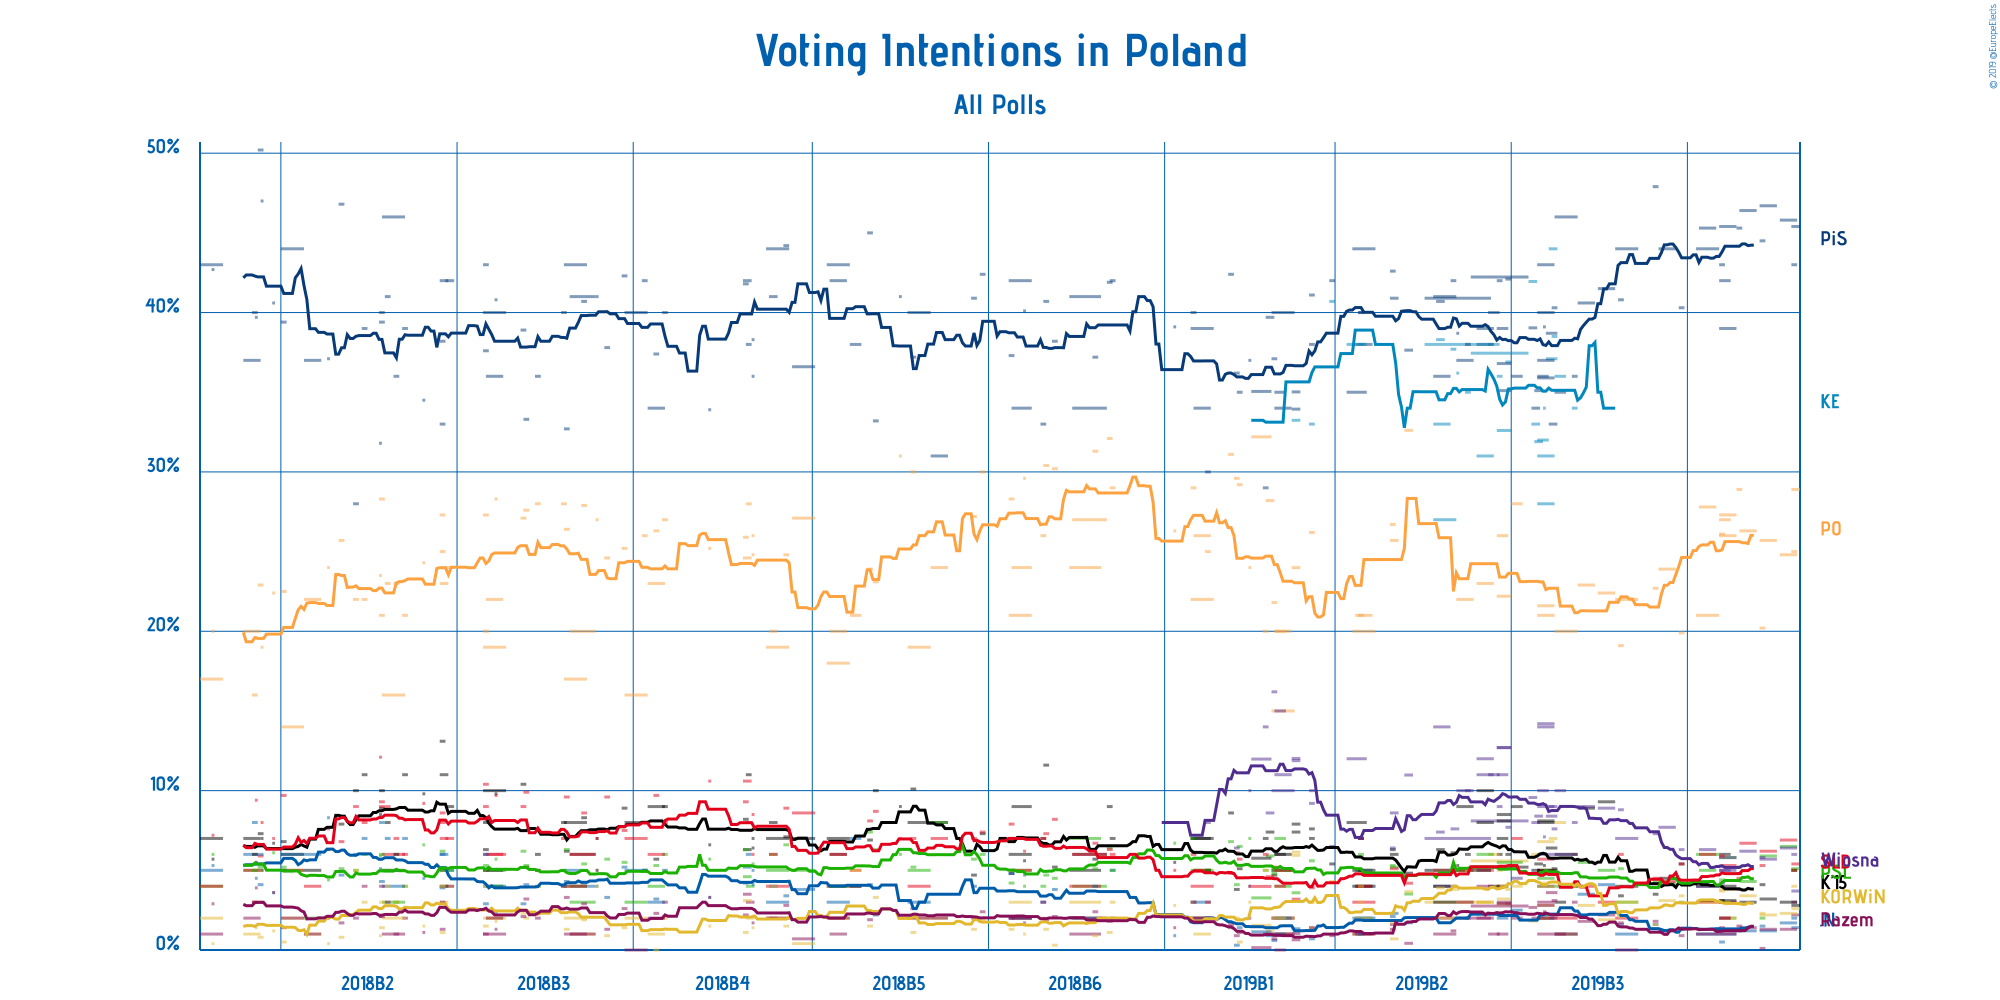 © 2019 @EuropeElects
Voting Intentions in Poland
All Polls
50%
40%
30%
20%
10%
0%
PiS
KE
PO
Wiosna
SLD
PSL
K'15
KORWiN
Razem
2018B2
2018B3
2018B4
2018B5
2018B6
2019B1
2019B2
2019B3